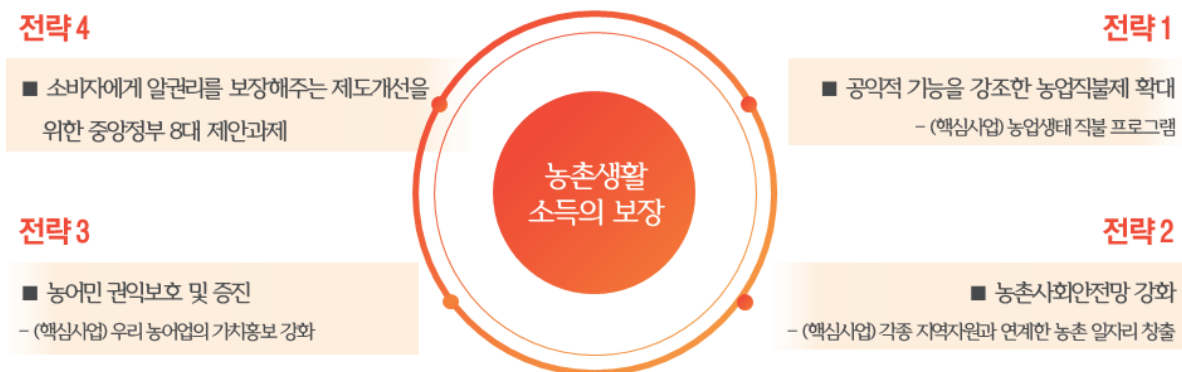 전략 4
■ 소비자에게 알권리를 보장해주는 제도개선을
위한 중앙정부 8대 제안과제
전략 1
■ 공익적 기능을 강조한 농업직불제 확대
– (핵심사업) 농업생태 직불 프로그램
농촌생활
소득의 보장
전략 3
■ 농어민 권익보호 및 증진
– (핵심사업) 우리 농어업의 가치홍보 강화
전략 2
■ 농촌사회안전망 강화
– (핵심사업) 각종 지역자원과 연계한 농촌 일자리 창출